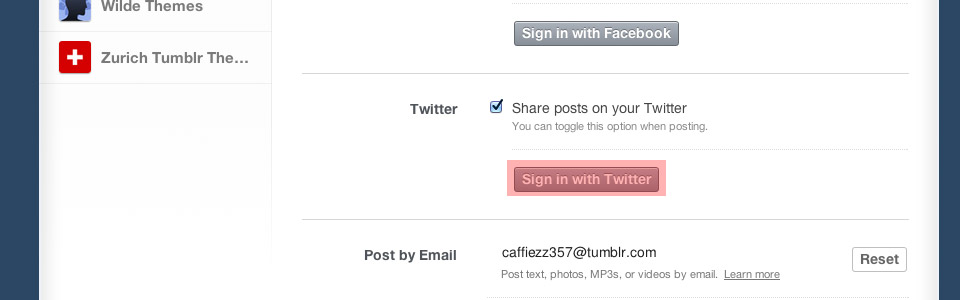 Wilde Themes
Sign in with Facebook
Zurich Tumblr The...
Twitter
Share posts on your Twitter
You can toggle this option when posting.
Sign in with Twitter
Post by Email
caffiezz357@tumblr.com
Reset
Post text, photos, MP3s, or videos by email. Learn more